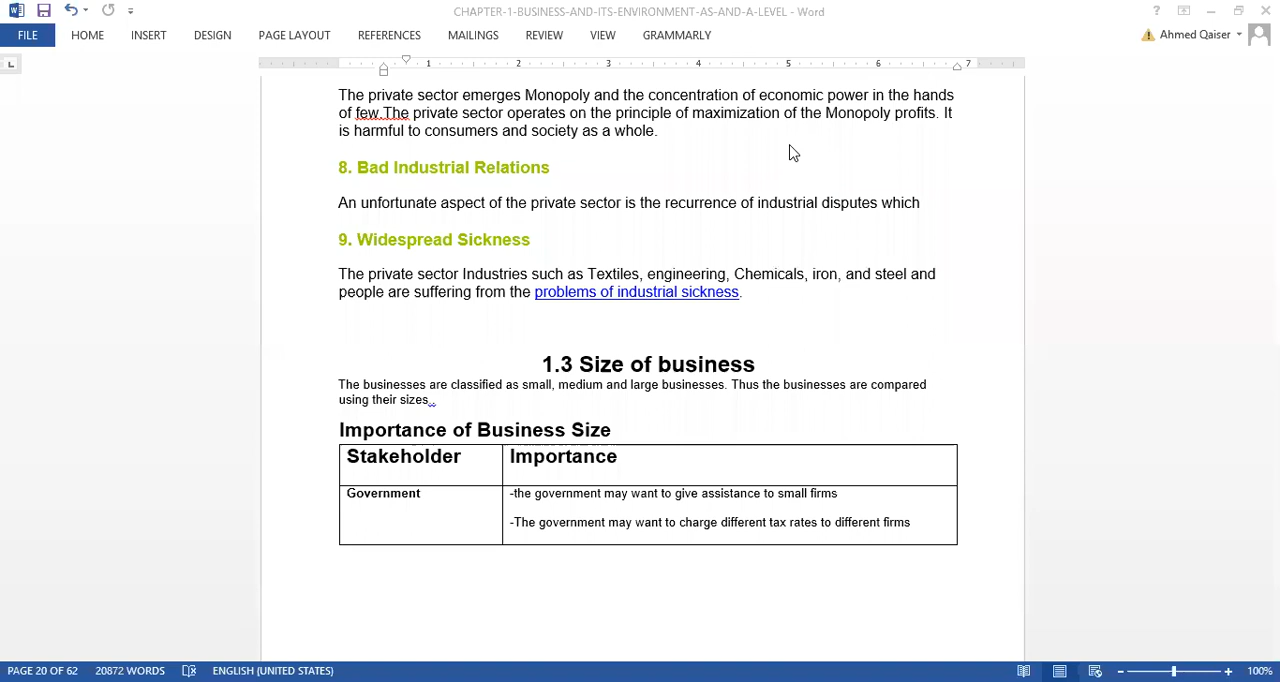 CHAPTER-1-BUSINESS-AND-ITS-ENVIRONMENT-AS-AND-A-LEVEL - Word
?
FILE HOME INSERT DESIGN PAGE LAYOUT REFERENCES MAILINGS REVIEW VIEW GRAMMARLY Ahmed Qaiser
1 2 3 4 5 6 7
The private sector emerges Monopoly and the concentration of economic power in the hands
of few.The private sector operates on the principle of maximization of the Monopoly profits. It
is harmful to consumers and society as a whole.
8. Bad Industrial Relations
An unfortunate aspect of the private sector is the recurrence of industrial disputes which
9. Widespread Sickness
The private sector Industries such as Textiles, engineering, Chemicals, iron, and steel and
people are suffering from the problems of industrial sickness.
1.3 Size of business
The businesses are classified as small, medium and large businesses. Thus the businesses are compared
using their sizes..
Importance of Business Size
Stakeholder Importance
Government -the government may want to give assistance to small firms
-The government may want to charge different tax rates to different firms
PAGE 20 OF 62 20872 WORDS ENGLISH (UNITED STATES) 100%